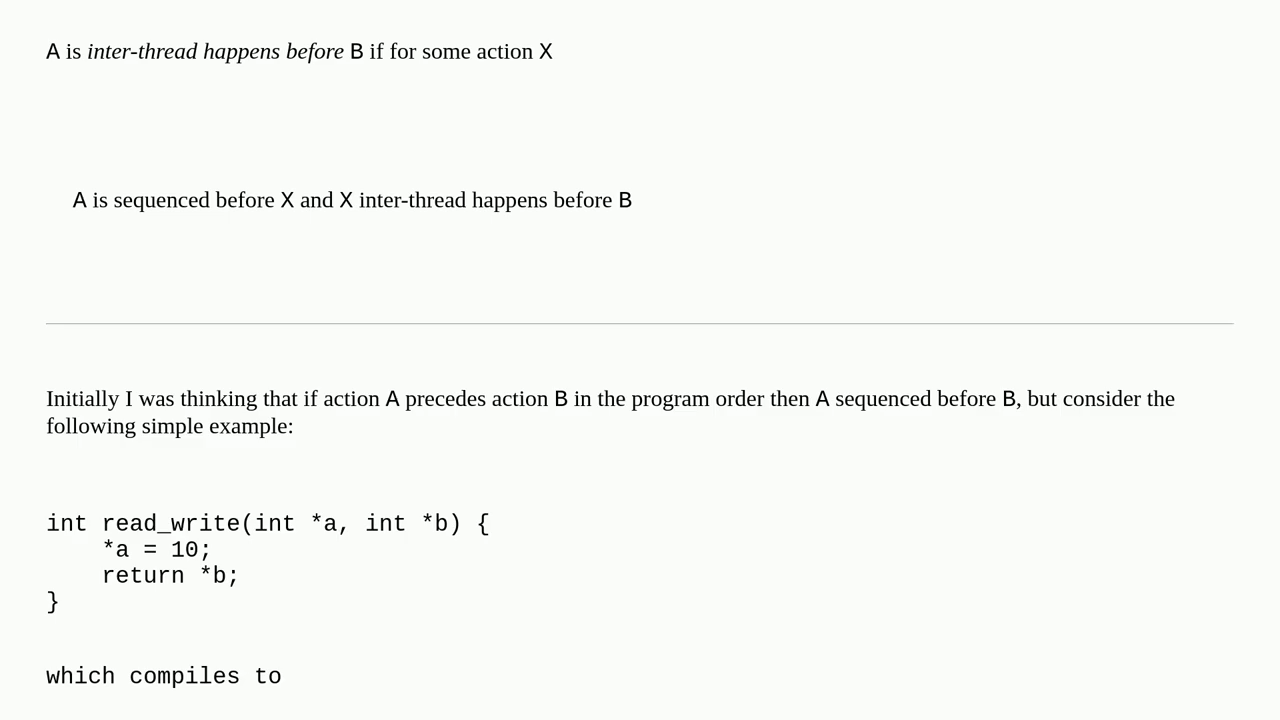 A is inter-thread happens before B if for some action X
A is sequenced before X and X inter-thread happens before B
Initially I was thinking that if action A precedes action B in the program order then A sequenced before B, but consider the
following simple example:
int read_write(int *a, int *b) {
    *a = 10;
    return *b;
}
which compiles to